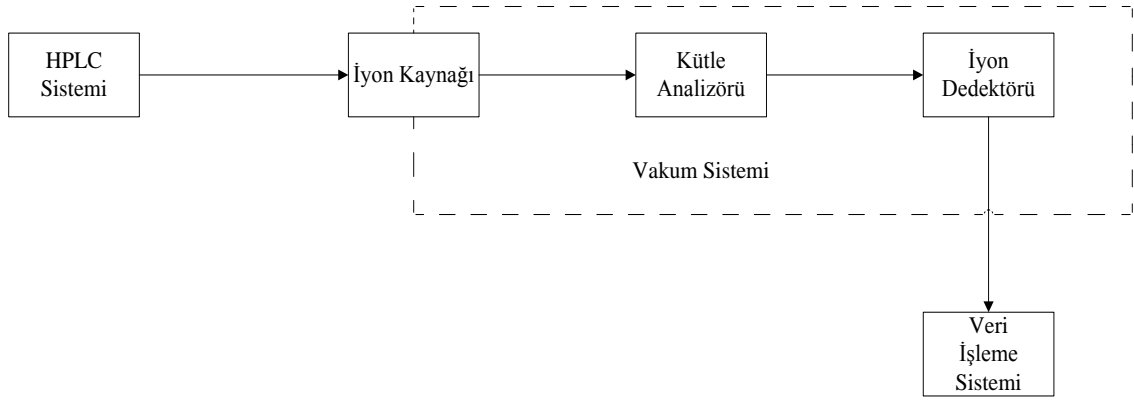 HPLC
Sistemi
İyon Kaynağı
Kütle
Analizörü
İyon
Dedektörü
Vakum Sistemi
Veri
İşleme
Sistemi